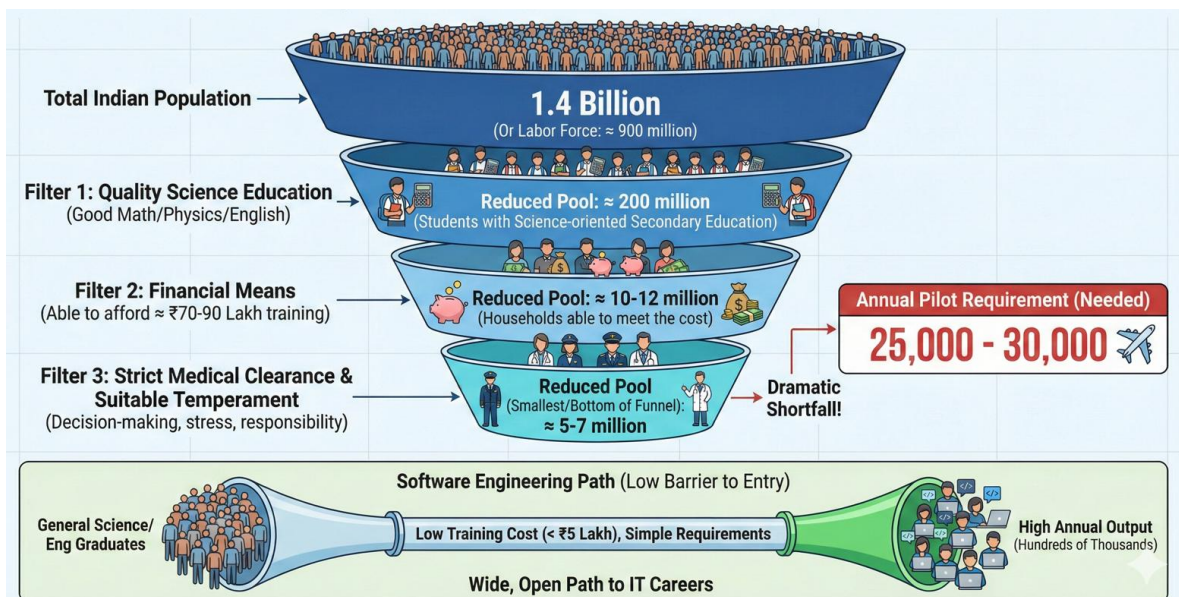 Total Indian Population
1.4 Billion
(Or Labor Force: ≈ 900 million)
Filter 1: Quality Science Education
(Good Math/Physics/English)
Reduced Pool: ≈ 200 million
(Students with Science-oriented Secondary Education)
Filter 2: Financial Means
(Able to afford ≈ ₹70-90 Lakh training)
Reduced Pool: ≈ 10-12 million
(Households able to meet the cost)
Annual Pilot Requirement (Needed)
25,000 - 30,000
Filter 3: Strict Medical Clearance &
Suitable Temperament
(Decision-making, stress, responsibility)
Reduced Pool
(Smallest/Bottom of Funnel):
≈ 5-7 million
Dramatic
Shortfall!
Software Engineering Path (Low Barrier to Entry)
General Science/
Eng Graduates
Low Training Cost (< ₹5 Lakh), Simple Requirements
High Annual Output
(Hundreds of Thousands)
Wide, Open Path to IT Careers